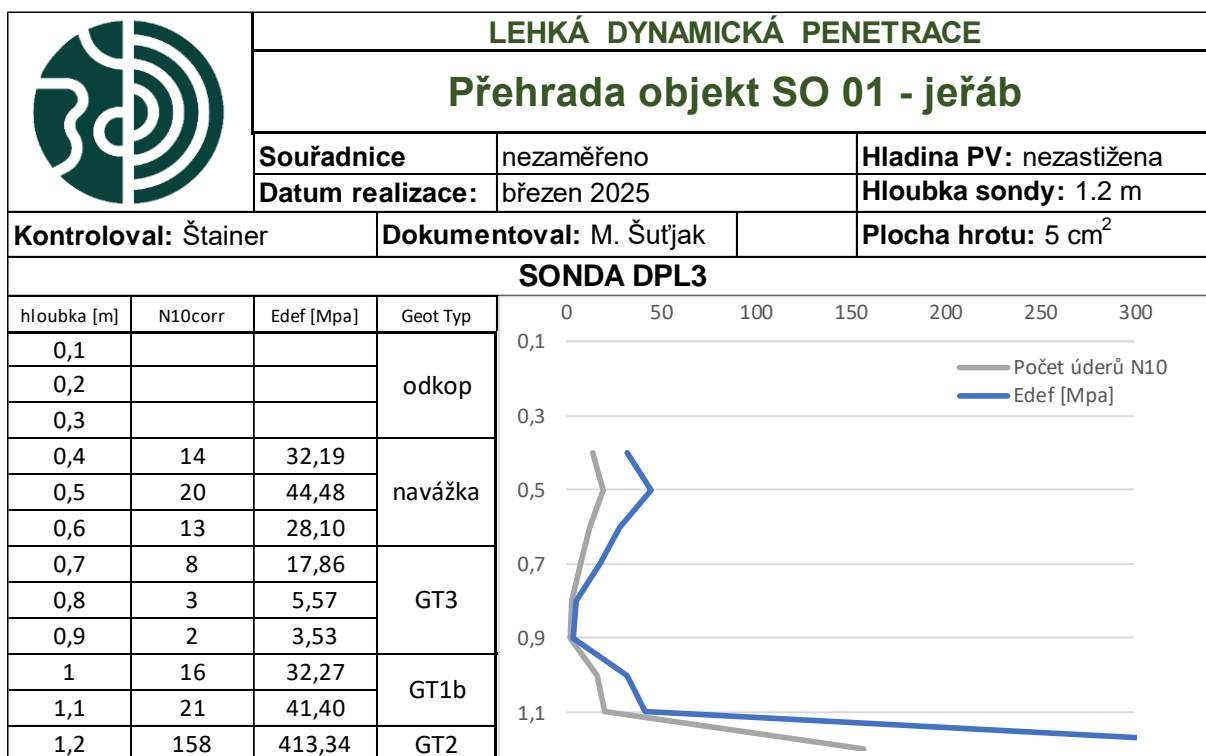 LEHKÁ DYNAMICKÁ PENETRACE
Přehrada objekt SO 01 - jeřáb
Souřadnice nezaměřeno Hladina PV: nezastižena
Datum realizace: březen 2025 Hloubka sondy: 1.2 m
Kontroloval: Štainer Dokumentoval: M. Šuťjak Plocha hrotu: 5 cm²
SONDA DPL3
hloubka [m] N10corr Edef [Mpa] Geot Typ
0,1
0,2 odkop
0,3
0,4 14 32,19
0,5 20 44,48 navážka
0,6 13 28,10
0,7 8 17,86
0,8 3 5,57 GT3
0,9 2 3,53
1 16 32,27 GT1b
1,1 21 41,40
1,2 158 413,34 GT2
0 50 100 150 200 250 300
0,1
0,3
0,5
0,7
0,9
1,1
Počet úderů N10
Edef [Mpa]